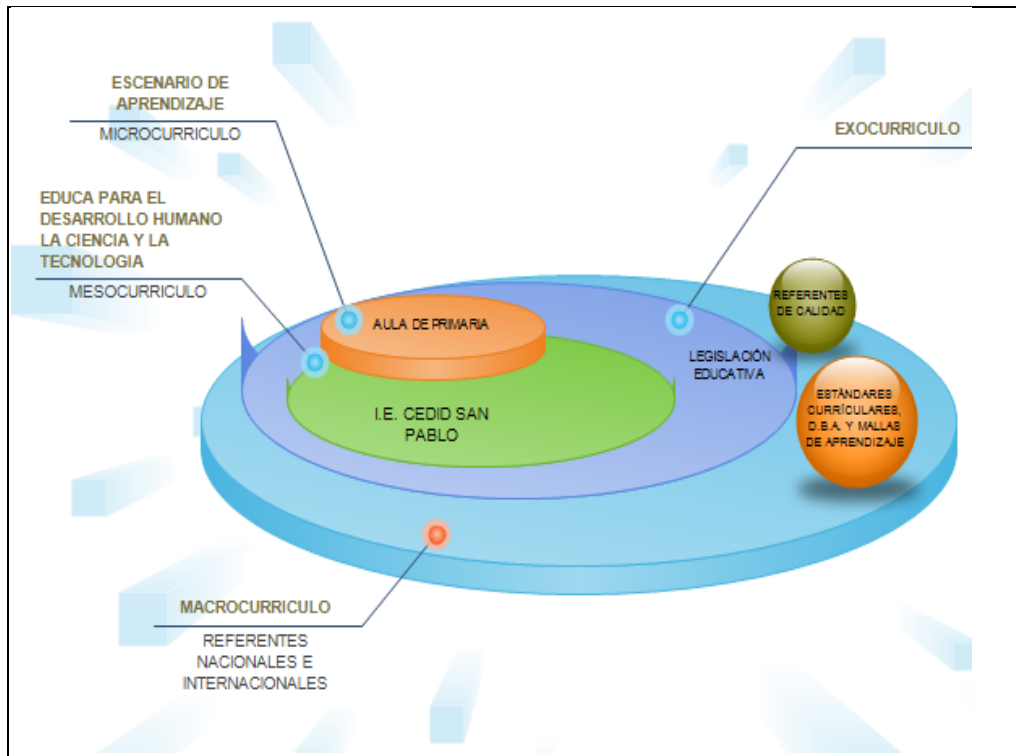 ESCENARIO DE
APRENDIZAJE
MICROCURRICULO
EXOCURRICULO
EDUCA PARA EL
DESARROLLO HUMANO
LA CIENCIA Y LA
TECNOLOGIA
MESOCURRICULO
REFERENTES
DE CALIDAD
AULA DE PRIMARIA
LEGISLACIÓN
EDUCATIVA
ESTÀNDARES
CURRÍCULARES,
D.B.A. Y MALLAS
DE APRENDIZAJE
I.E. CEDID SAN
PABLO
MACROCURRICULO
REFERENTES
NACIONALES E
INTERNACIONALES